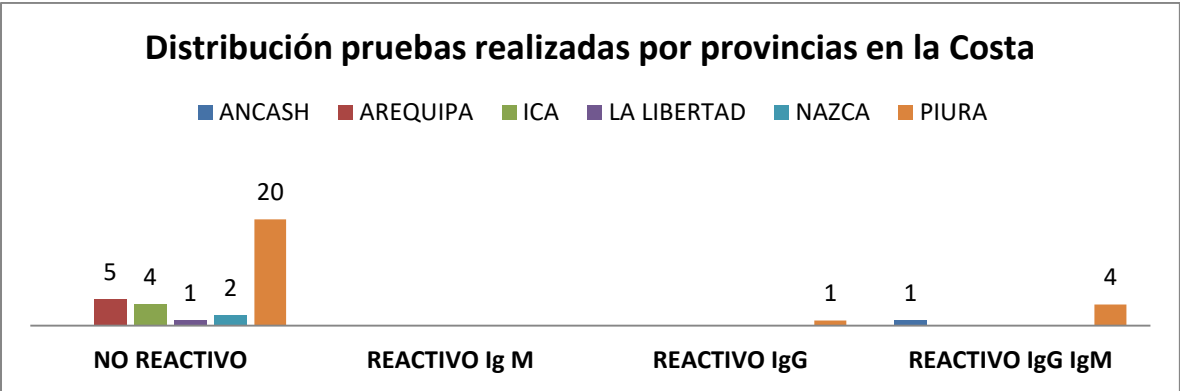 Distribución pruebas realizadas por provincias en la Costa
ANCASH AREQUIPA ICA LA LIBERTAD NAZCA PIURA
20
5 4 1 2 1 1 4
NO REACTIVO REACTIVO Ig M REACTIVO IgG REACTIVO IgG IgM